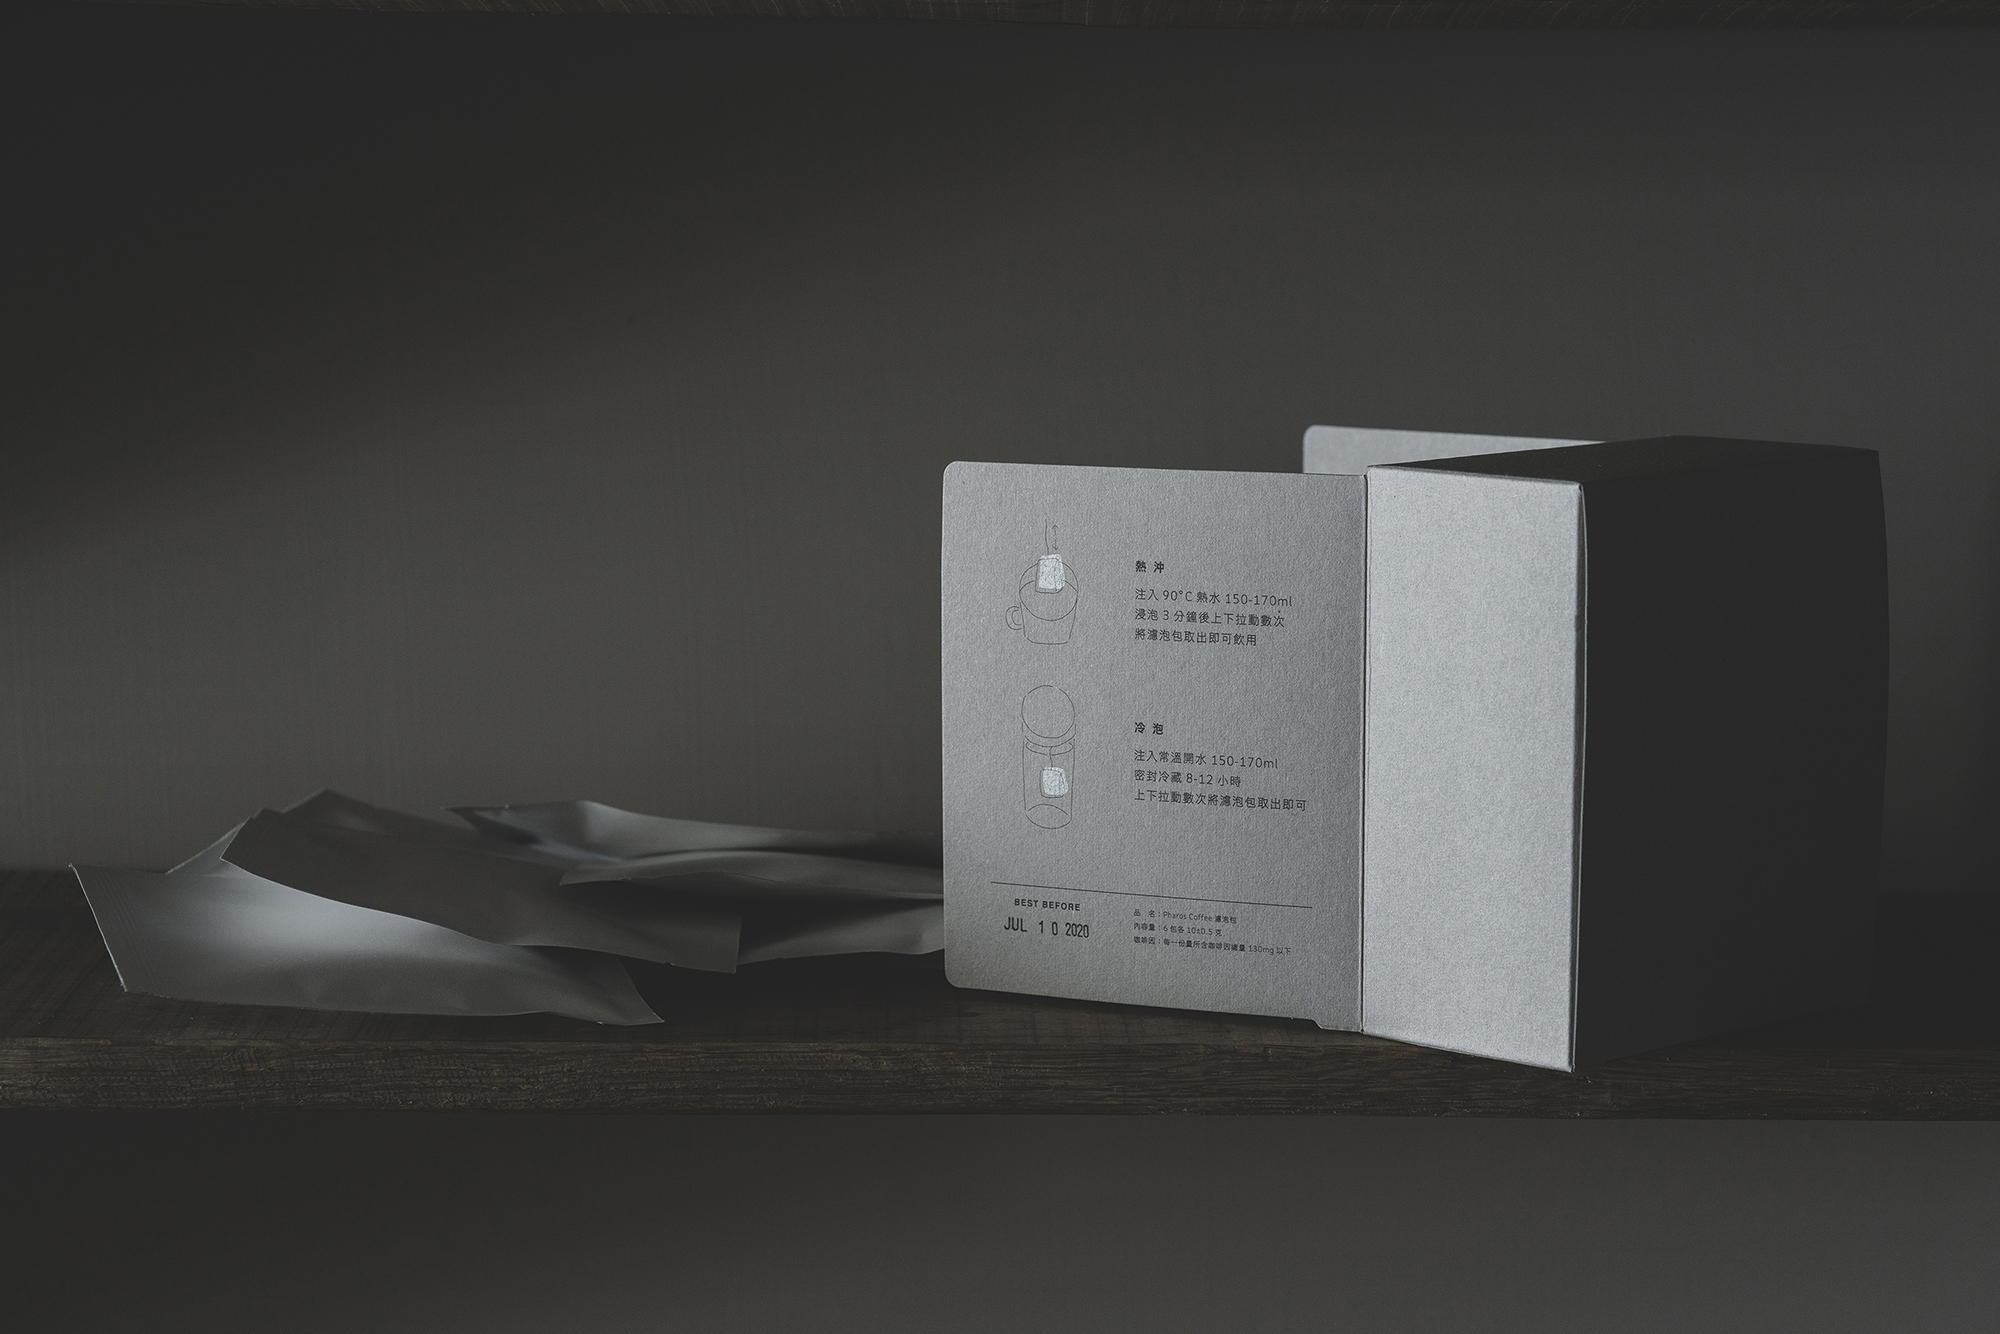 熱沖
注入 90°C 熱水 150-170ml
浸泡 3 分鐘後上下拉動數次
將濾泡包取出即可飲用
冷泡
注入常溫開水 150-170ml
密封冷藏 8-12 小時
上下拉動數次將濾泡包取出即可
BEST BEFORE
JUL 10 2020
品　名：Pharos Coffee 濾泡包
內容量：6 包各 10±0.5 克
咖啡因：每一份量所含咖啡因總量 130mg 以下